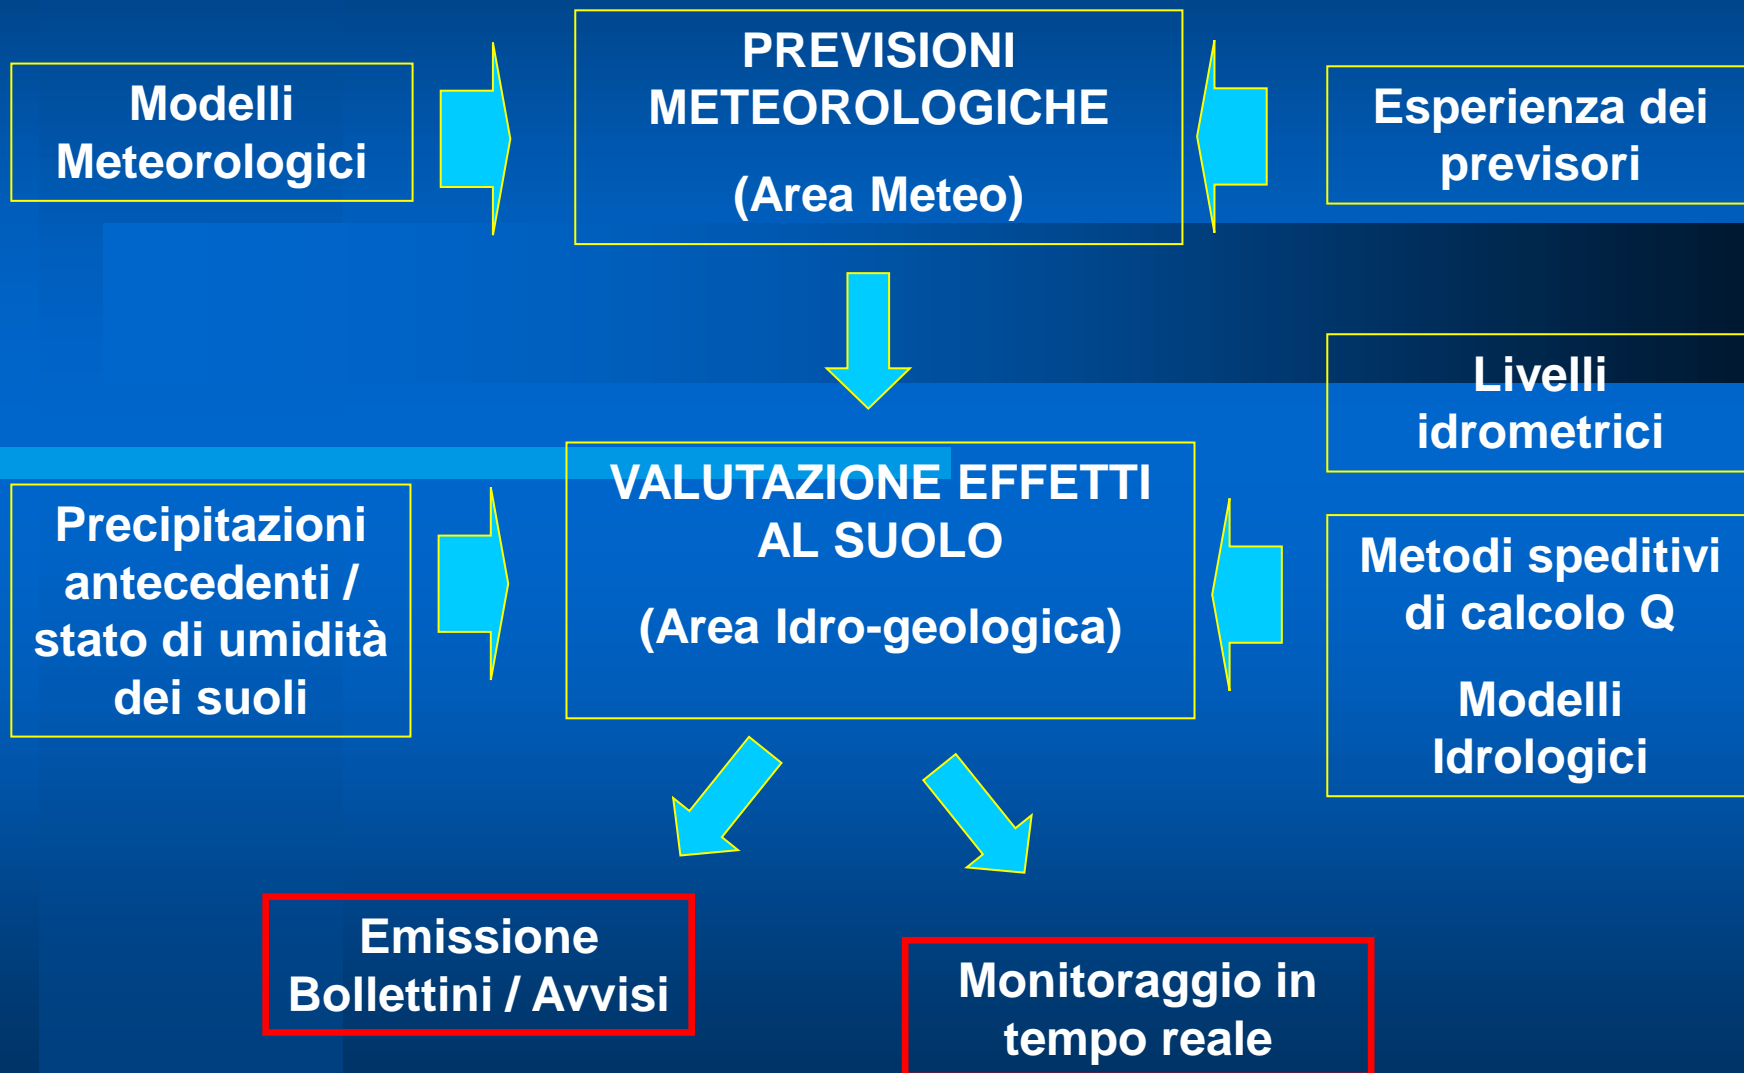 Modelli
Meteorologici
PREVISIONI
METEOROLOGICHE
(Area Meteo)
Esperienza dei
previsori
Precipitazioni
antecedenti /
stato di umidità
dei suoli
VALUTAZIONE EFFETTI
AL SUOLO
(Area Idro-geologica)
Livelli
idrometrici
Metodi speditivi
di calcolo Q
Modelli
Idrologici
Emissione
Bollettini / Avvisi
Monitoraggio in
tempo reale